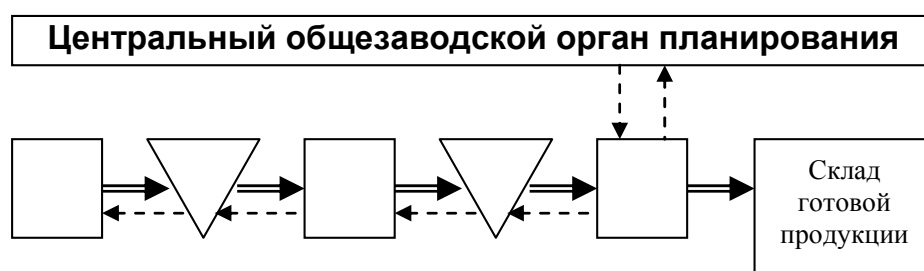 Центральный общезаводской орган планирования
Склад
готовой
продукции